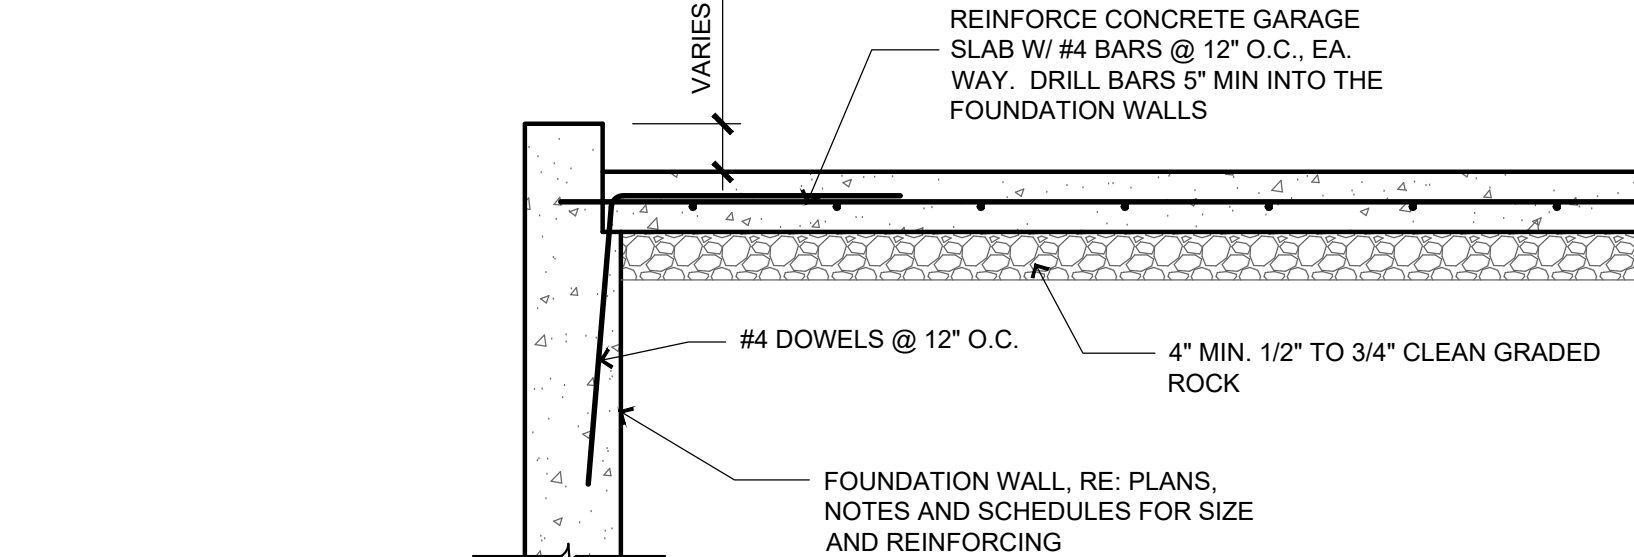 VARIES
REINFORCE CONCRETE GARAGE
SLAB W/ #4 BARS @ 12" O.C., EA.
WAY. DRILL BARS 5" MIN INTO THE
FOUNDATION WALLS
#4 DOWELS @ 12" O.C.
4" MIN. 1/2" TO 3/4" CLEAN GRADED
ROCK
FOUNDATION WALL, RE: PLANS,
NOTES AND SCHEDULES FOR SIZE
AND REINFORCING